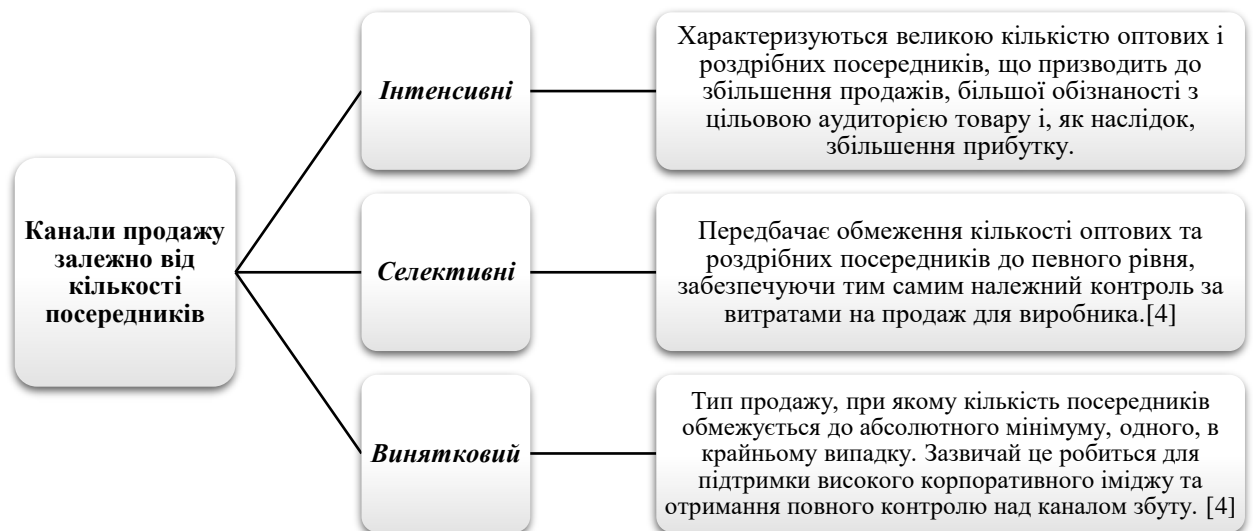 Канали продажу
залежно від
кількості
посередників
Інтенсивні
Характеризуються великою кількістю оптових і
роздрібних посередників, що призводить до
збільшення продажів, більшої обізнаності з
цільовою аудиторією товару і, як наслідок,
збільшення прибутку.
Селективні
Передбачає обмеження кількості оптових та
роздрібних посередників до певного рівня,
забезпечуючи тим самим належний контроль за
витратами на продаж для виробника.[4]
Винятковий
Тип продажу, при якому кількість посередників
обмежується до абсолютного мінімуму, одного, в
крайньому випадку. Зазвичай це робиться для
підтримки високого корпоративного іміджу та
отримання повного контролю над каналом збуту. [4]